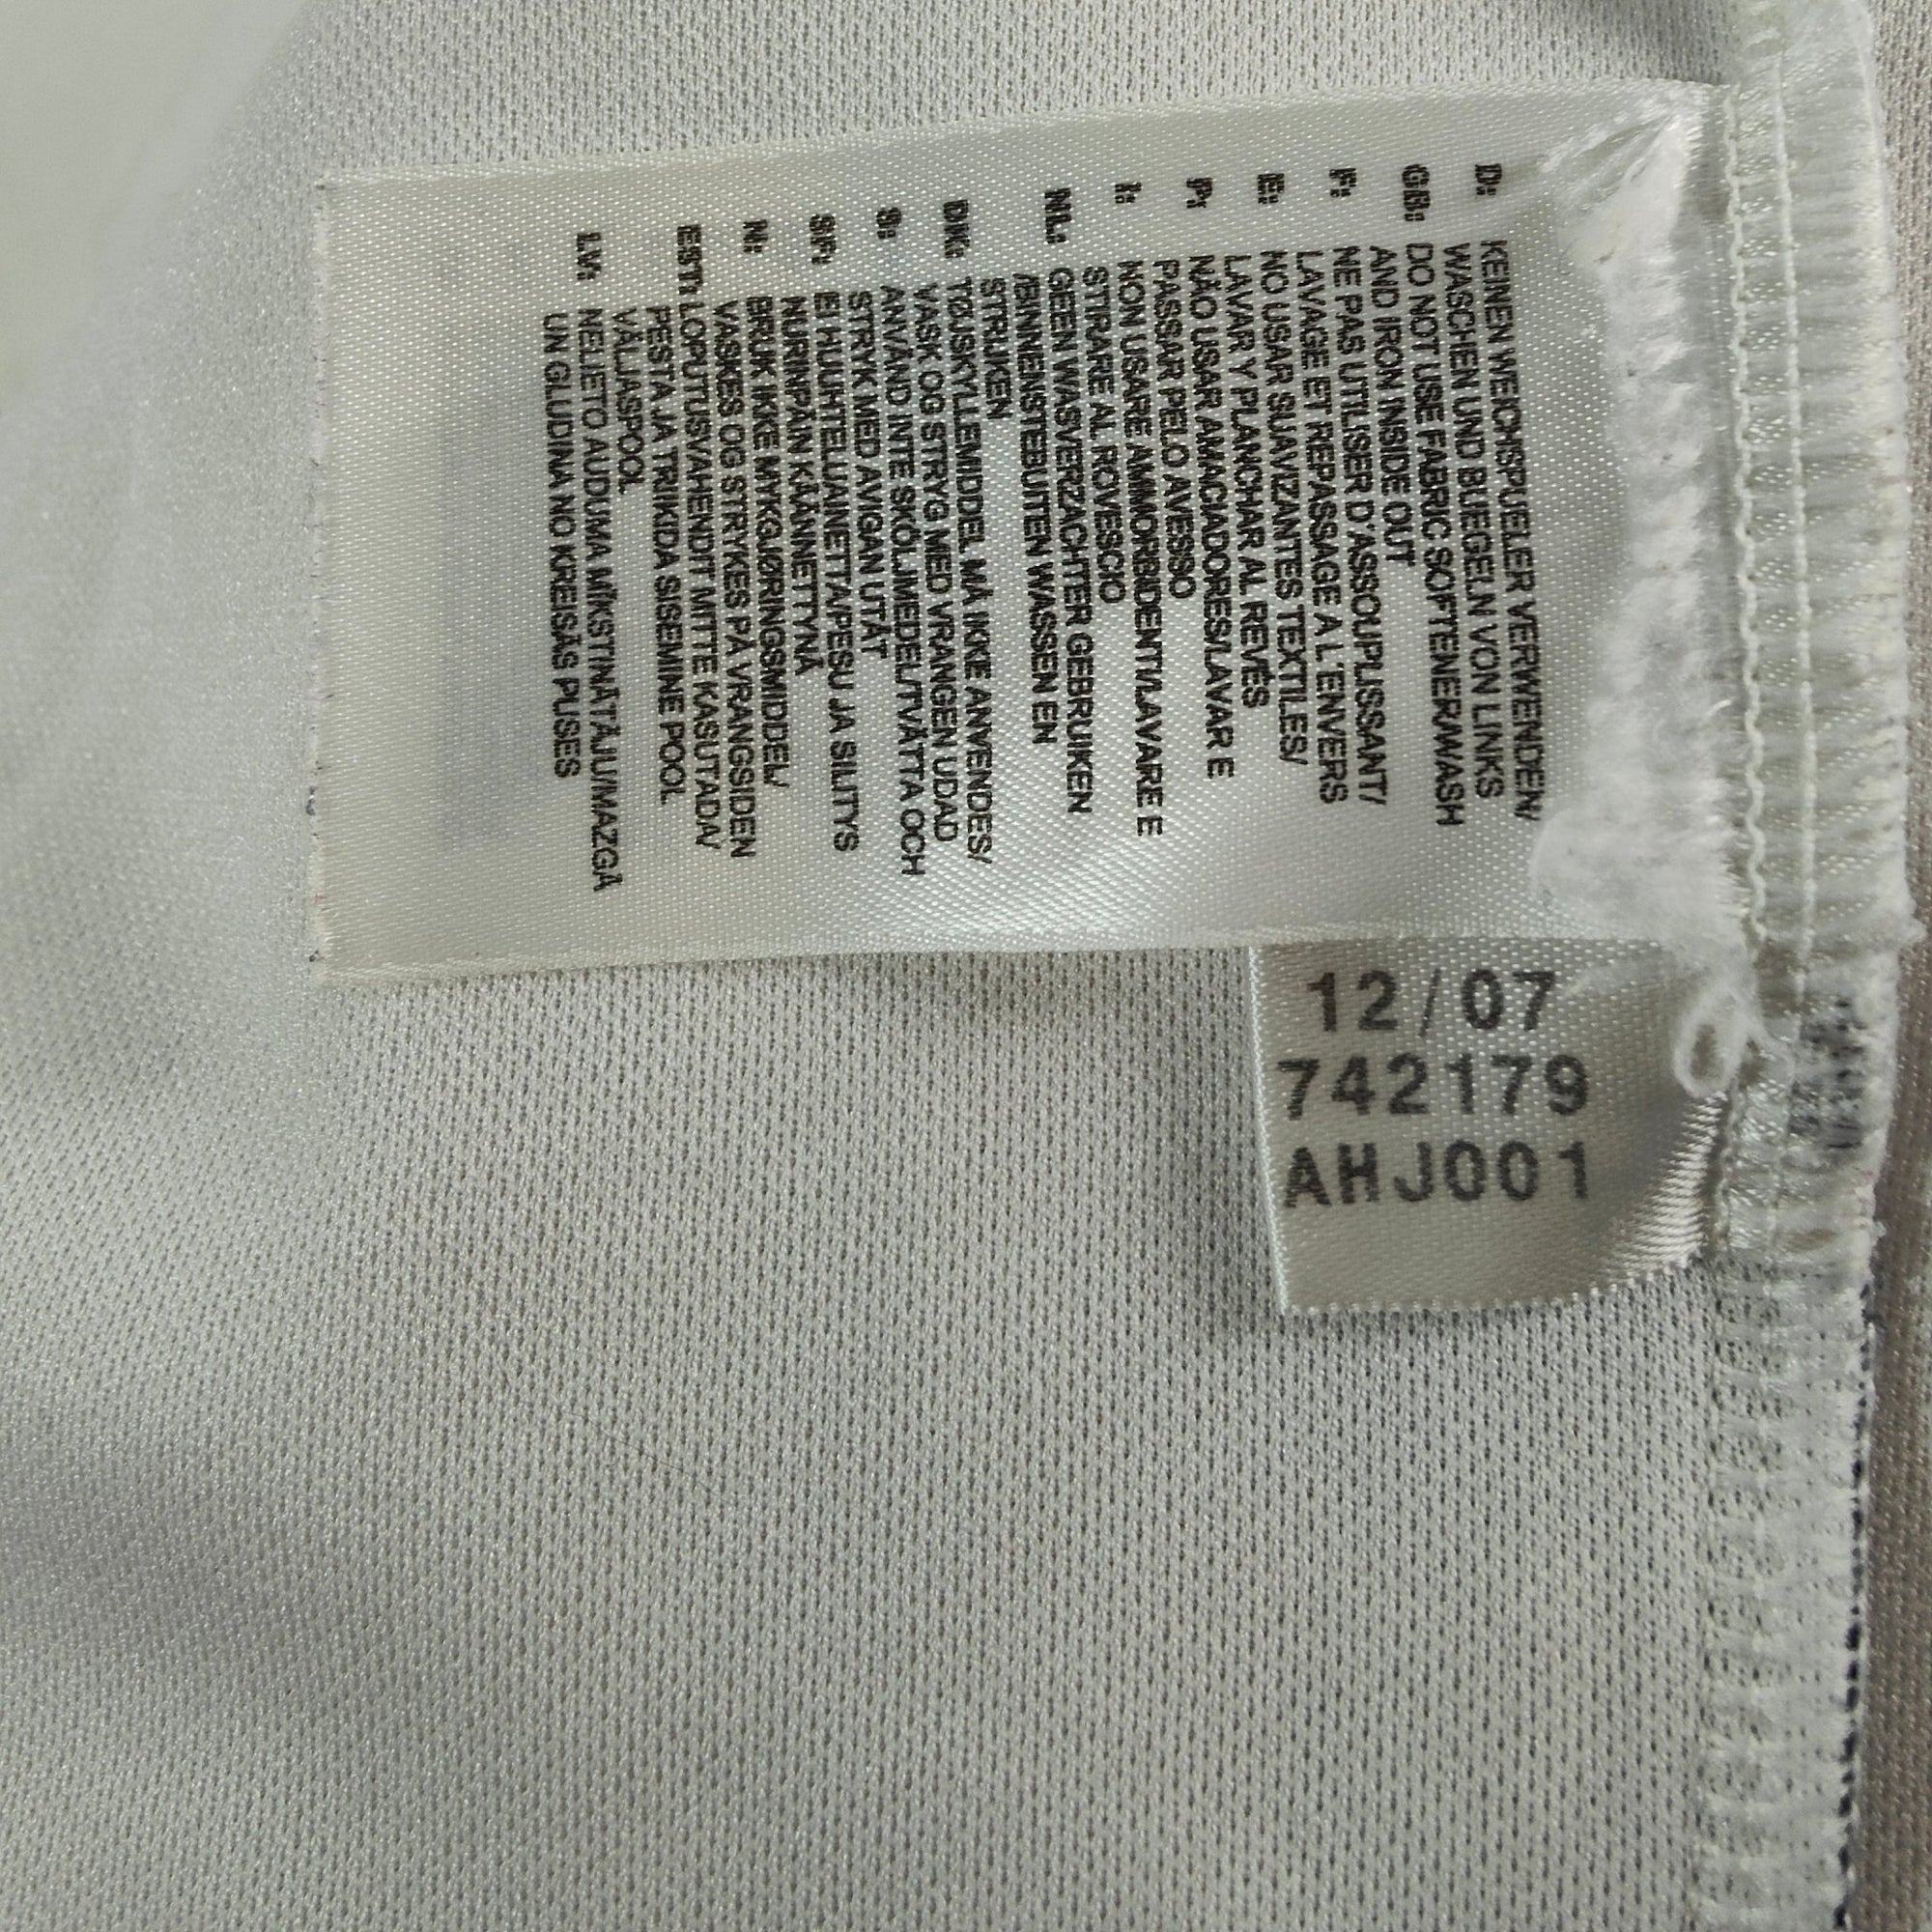 D: KEINEN WEICHSPUELER VERWENDEN/
WASCHEN UND BUEGELN VON LINKS
GB: DO NOT USE FABRIC SOFTENER/WASH
AND IRON INSIDE OUT
F: NE PAS UTILISER D'ASSOUPLISSANT/
LAVAGE ET REPASSAGE A L'ENVERS
E: NO USAR SUAVIZANTES TEXTILES/
LAVAR Y PLANCHAR AL REVÉS
P: NÃO USAR AMACIADORES/LAVAR E
PASSAR PELO AVESSO
I: NON USARE AMMORBIDENTI/LAVARE E
STIRARE AL ROVESCIO
NL: GEEN WASVERZACHTER GEBRUIKEN
/BINNENSTEBUITEN WASSEN EN
STRIJKEN
DK: TØJSKYLLEMIDDEL MÅ IKKE ANVENDES/
VASK OG STRYG MED VRANGEN UDAD
S: ANVÄND INTE SKÖLJMEDEL/TVÄTTA OCH
STRYK MED AVIGAN UTÅT
SF: EI HUUHTELUAINETTA/PESU JA SILITYS
NURINPÄIN KÄÄNNETTYNÄ
N: BRUK IKKE MYKGJØRINGSMIDDEL/
VASKES OG STRYKES PÅ VRANGSIDEN
EST: LOPUTUSVAHENDIT MITTE KASUTADA/
PESTA JA TRIIKIDA SISEMINE POOL
VÄLJASPOOL
LV: NELIETO AUDUMA MĪKSTINĀTĀJU/MAZGĀ
UN GLUDINA NO KREISĀS PUSES
12/07
742179
AHJ001